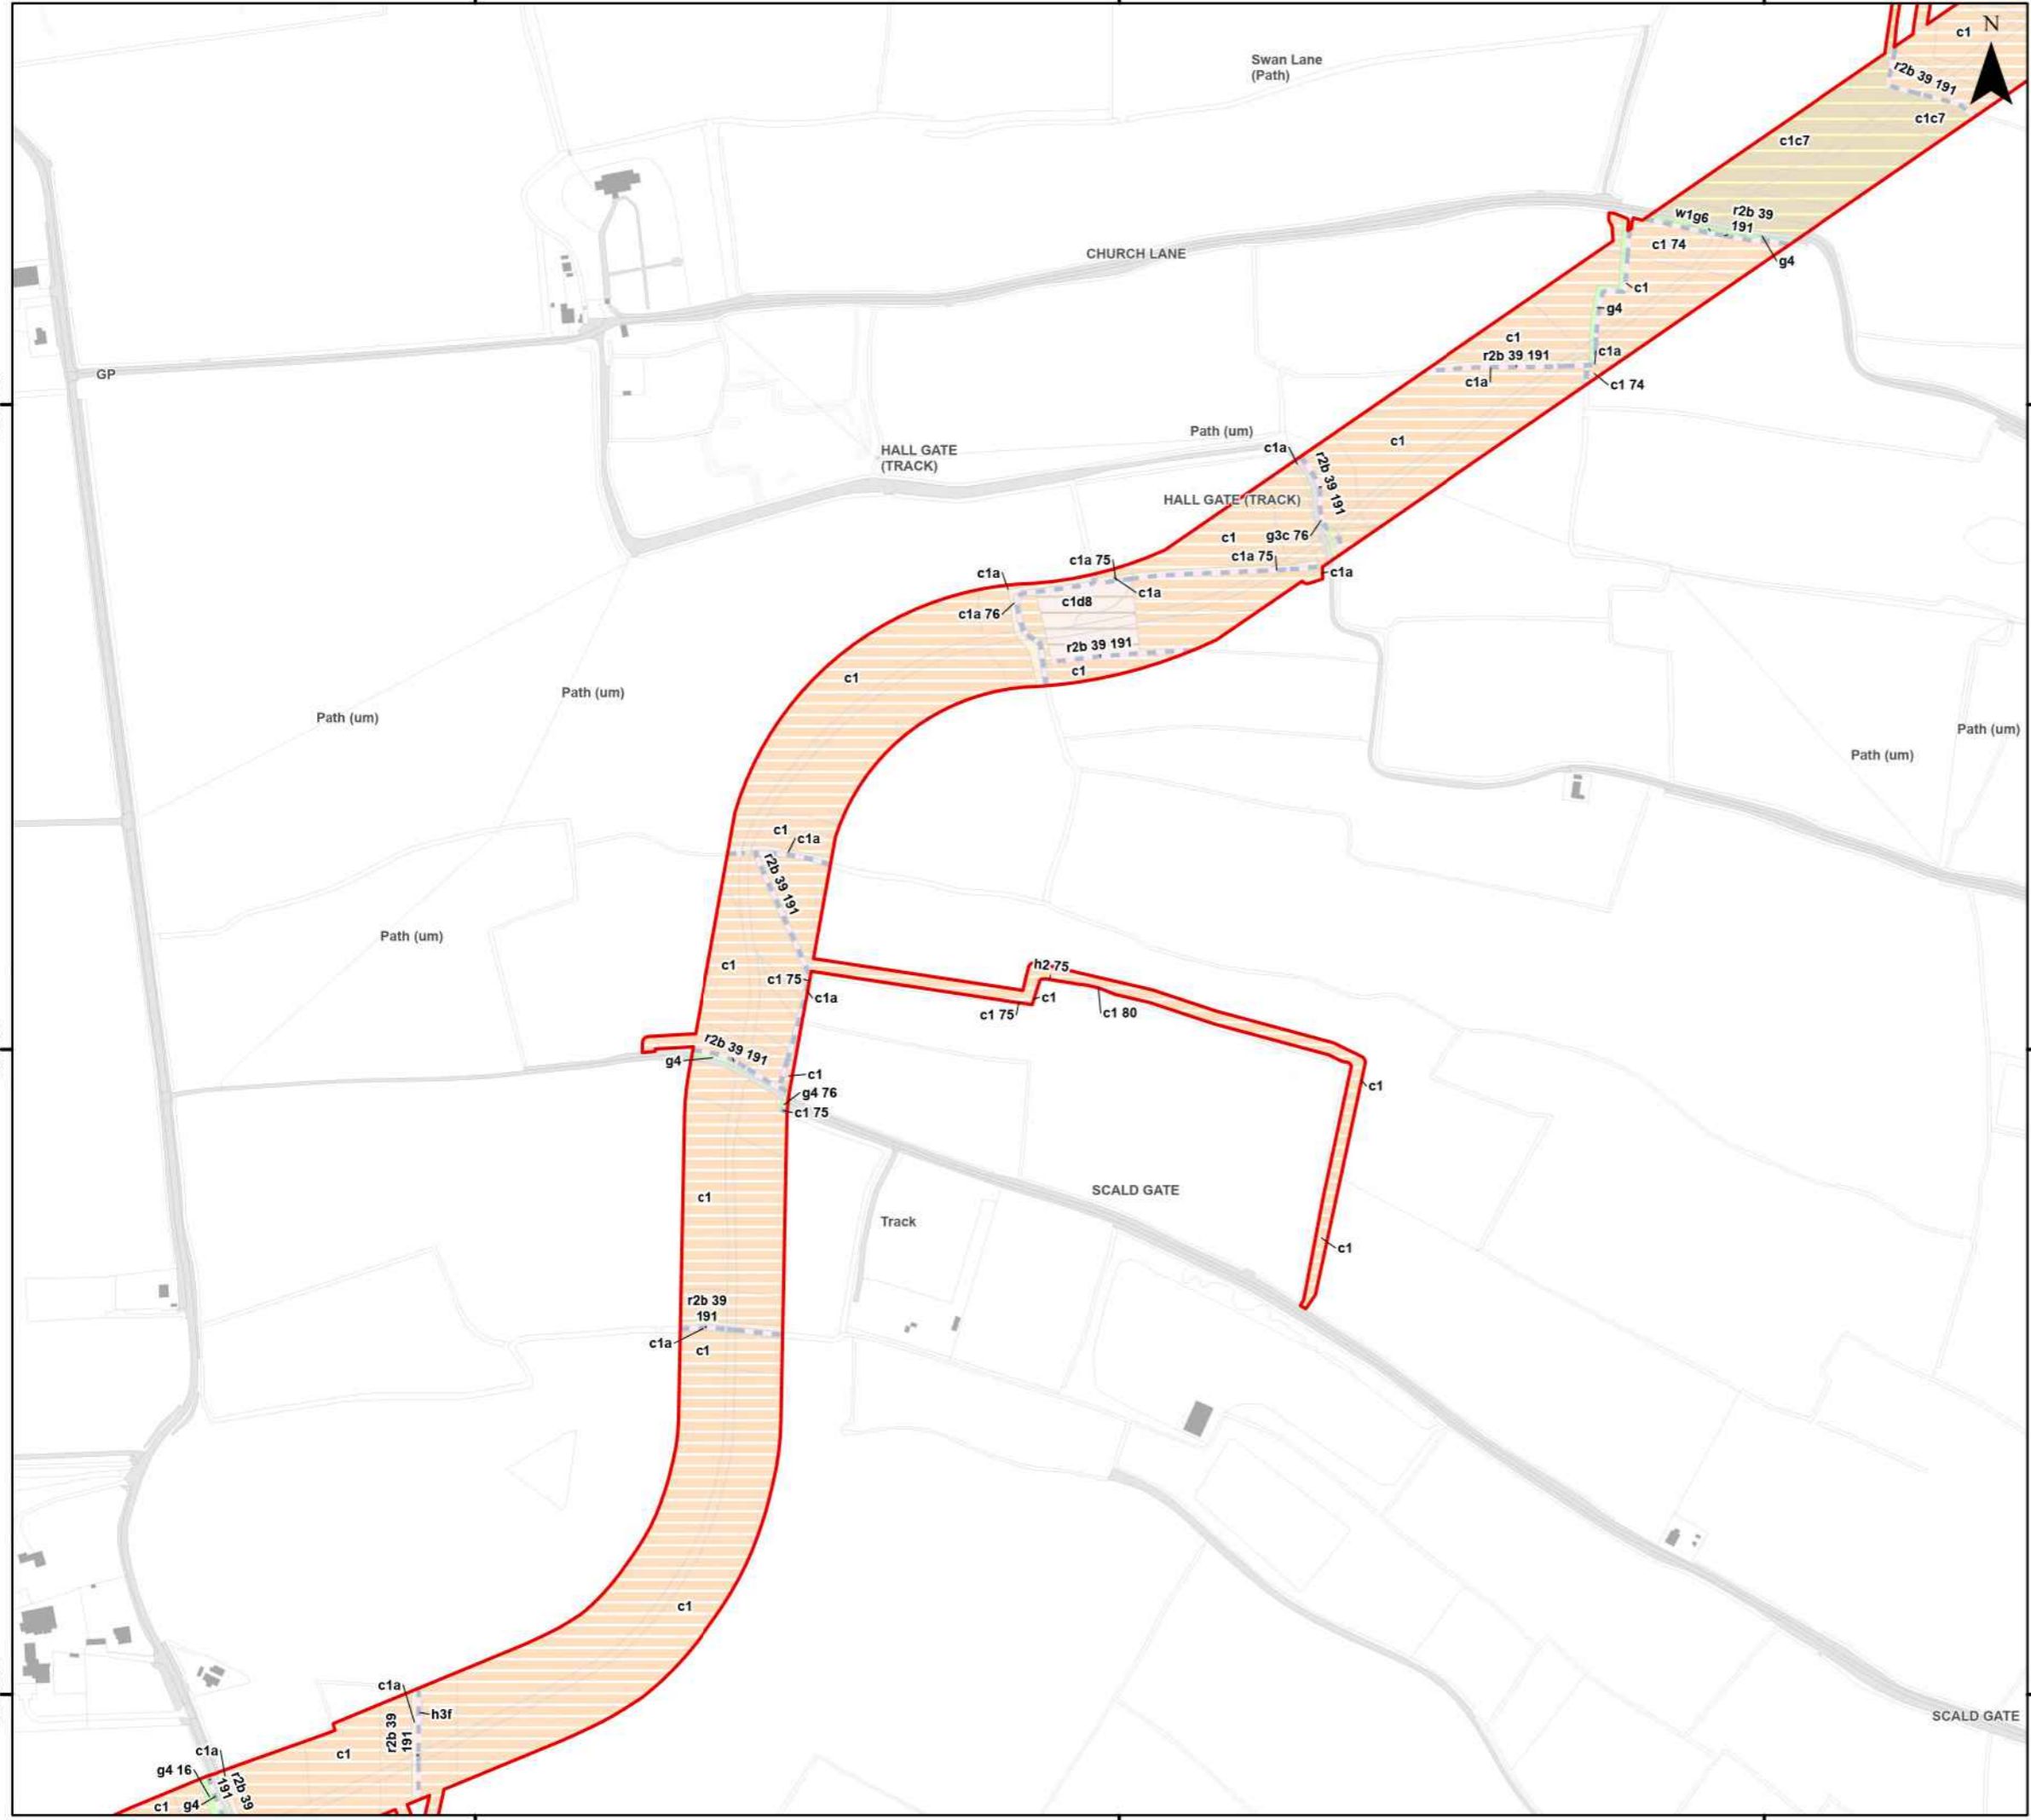 N
c1
r2b 39 191
c1c7
c1c7
Swan Lane
(Path)
w1g6
r2b 39
191
c1 74
g4
CHURCH LANE
c1
g4
c1
r2b 39 191
c1a
c1a
c1 74
GP
Path (um)
c1
c1a
r2b 39 191
HALL GATE
(TRACK)
HALL GATE (TRACK)
c1
g3c 76
c1a 75
c1a
c1a 75
c1a
c1a
c1d8
c1a 76
r2b 39 191
c1
c1
Path (um)
Path (um)
Path (um)
Path (um)
c1
c1a
r2b 39 191
Path (um)
c1
c1 75
c1a
h2 75
c1
c1 75
c1 80
r2b 39 191
g4
c1
g4 76
c1 75
c1
c1
SCALD GATE
Track
c1
r2b 39
191
c1a
c1
c1
c1a
h3f
r2b 39
191
SCALD GATE
c1
c1a
g4 16
r2b 39
191
c1
g4